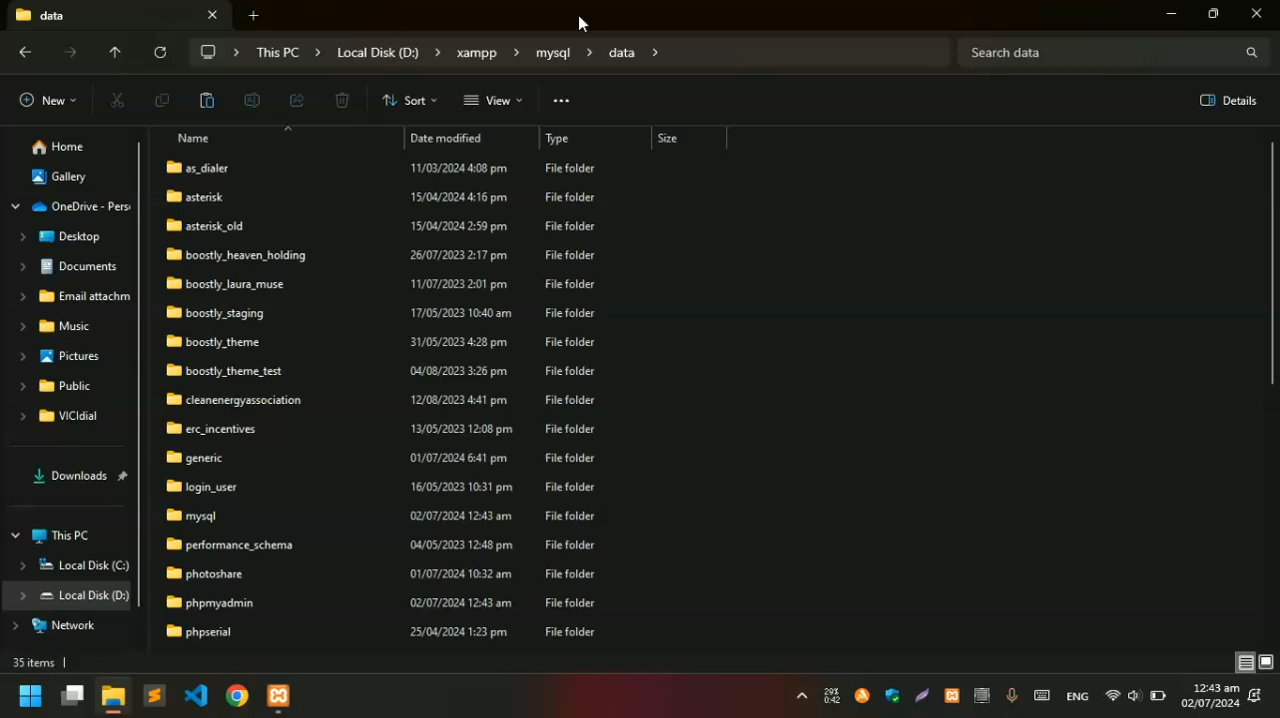 data
This PC > Local Disk (D:) > xampp > mysql > data >
Search data
New
Sort
View
Details
Name
Date modified
Type
Size
Home
Gallery
OneDrive - Pers
Desktop
Documents
Email attachm
Music
Pictures
Public
VICIdial
Downloads
This PC
Local Disk (C:)
Local Disk (D:)
Network
as_dialer 11/03/2024 4:08 pm File folder
asterisk 15/04/2024 4:16 pm File folder
asterisk_old 15/04/2024 2:59 pm File folder
boostly_heaven_holding 26/07/2023 2:17 pm File folder
boostly_laura_muse 11/07/2023 2:01 pm File folder
boostly_staging 17/05/2023 10:40 am File folder
boostly_theme 31/05/2023 4:28 pm File folder
boostly_theme_test 04/08/2023 3:26 pm File folder
cleanenergyassociation 12/08/2023 4:41 pm File folder
erc_incentives 13/05/2023 12:08 pm File folder
generic 01/07/2024 6:41 pm File folder
login_user 16/05/2023 10:31 pm File folder
mysql 02/07/2024 12:43 am File folder
performance_schema 04/05/2023 12:48 pm File folder
photoshare 01/07/2024 10:32 am File folder
phpmyadmin 02/07/2024 12:43 am File folder
phpserial 25/04/2024 1:23 pm File folder
35 items
29%
0:42
ENG
12:43 am
02/07/2024